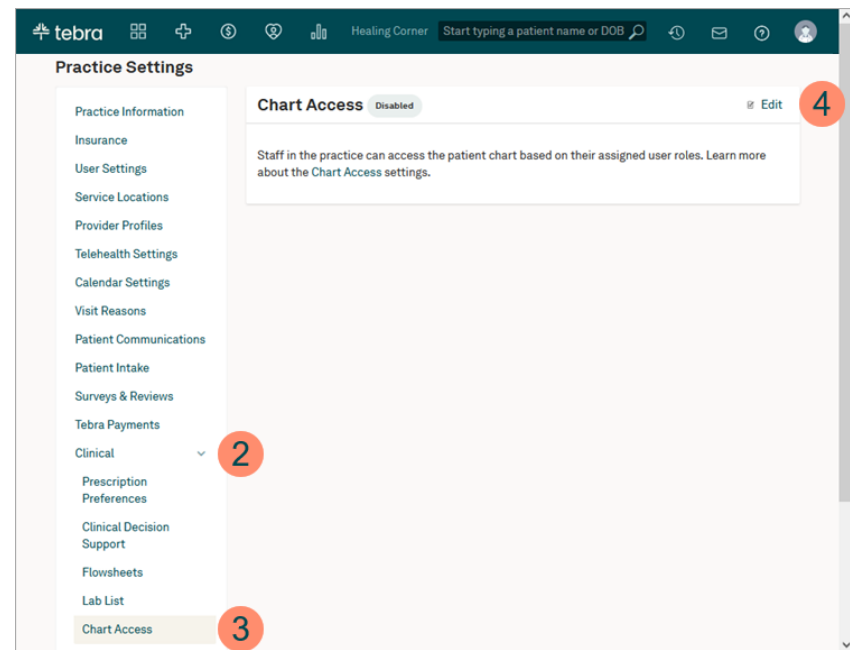 tebra
Healing Corner
Start typing a patient name or DOB
Practice Settings
Practice Information
Insurance
User Settings
Service Locations
Provider Profiles
Telehealth Settings
Calendar Settings
Visit Reasons
Patient Communications
Patient Intake
Surveys & Reviews
Tebra Payments
Clinical
2
Prescription
Preferences
Clinical Decision
Support
Flowsheets
Lab List
Chart Access
3
Chart Access Disabled
Edit
4
Staff in the practice can access the patient chart based on their assigned user roles. Learn more
about the Chart Access settings.